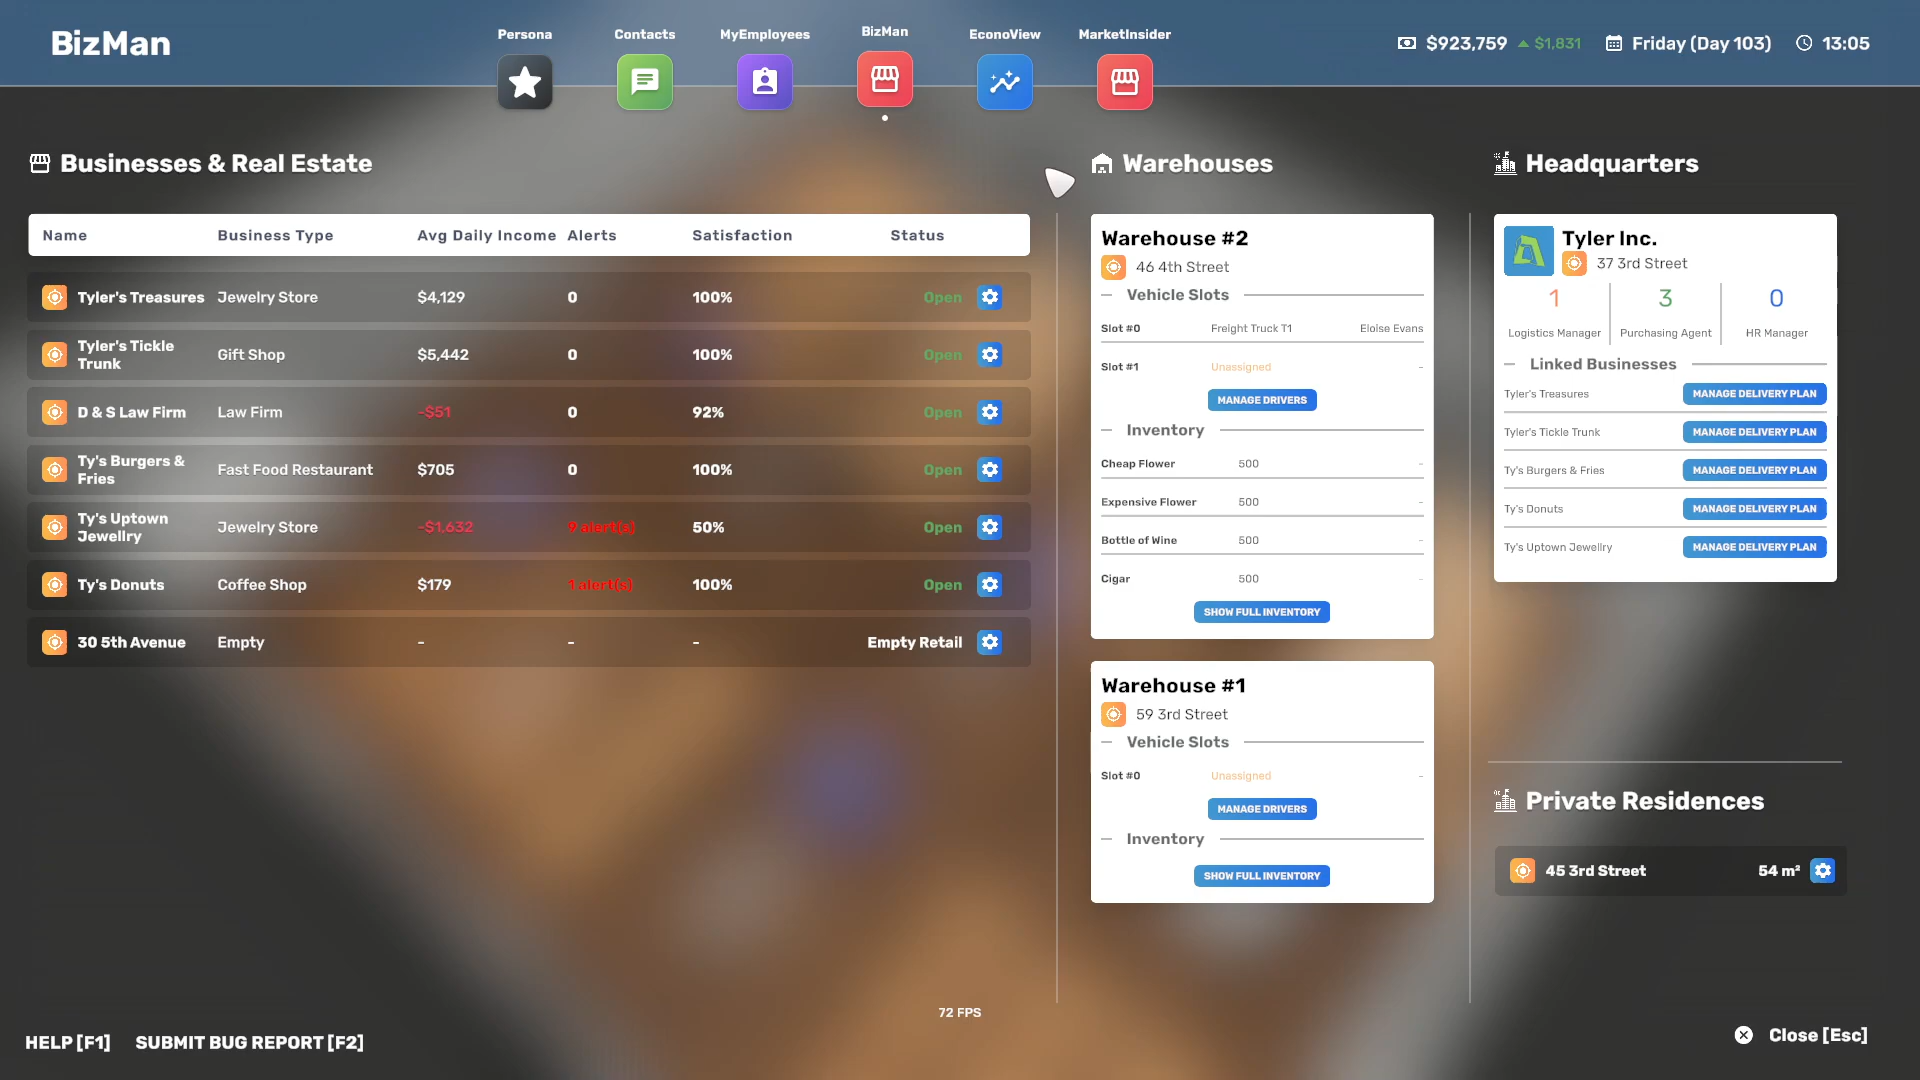 BizMan
Persona
Contacts
MyEmployees
BizMan
EconoView
MarketInsider
$923,759
$1,831
Friday (Day 103)
13:05
Businesses & Real Estate
Name Business Type Avg Daily Income Alerts Satisfaction Status
Tyler's Treasures Jewelry Store $4,129 0 100% Open
Tyler's Tickle
Trunk
Gift Shop $5,442 0 100% Open
D & S Law Firm Law Firm -$51 0 92% Open
Ty's Burgers &
Fries
Fast Food Restaurant $705 0 100% Open
Ty's Uptown
Jewellry
Jewelry Store -$1,632 9 alert(s) 50% Open
Ty's Donuts Coffee Shop $179 1 alert(s) 100% Open
30 5th Avenue Empty - - - Empty Retail
Warehouses
Warehouse #2
46 4th Street
Vehicle Slots
Slot #0 Freight Truck T1 Eloise Evans
Slot #1 Unassigned -
MANAGE DRIVERS
Inventory
Cheap Flower 500 -
Expensive Flower 500 -
Bottle of Wine 500 -
Cigar 500 -
SHOW FULL INVENTORY
Warehouse #1
59 3rd Street
Vehicle Slots
Slot #0 Unassigned -
MANAGE DRIVERS
Inventory
SHOW FULL INVENTORY
Headquarters
Tyler Inc.
37 3rd Street
1 3 0
Logistics Manager Purchasing Agent HR Manager
Linked Businesses
Tyler's Treasures MANAGE DELIVERY PLAN
Tyler's Tickle Trunk MANAGE DELIVERY PLAN
Ty's Burgers & Fries MANAGE DELIVERY PLAN
Ty's Donuts MANAGE DELIVERY PLAN
Ty's Uptown Jewellry MANAGE DELIVERY PLAN
Private Residences
45 3rd Street 54 m²
72 FPS
HELP [F1] SUBMIT BUG REPORT [F2]
Close [Esc]